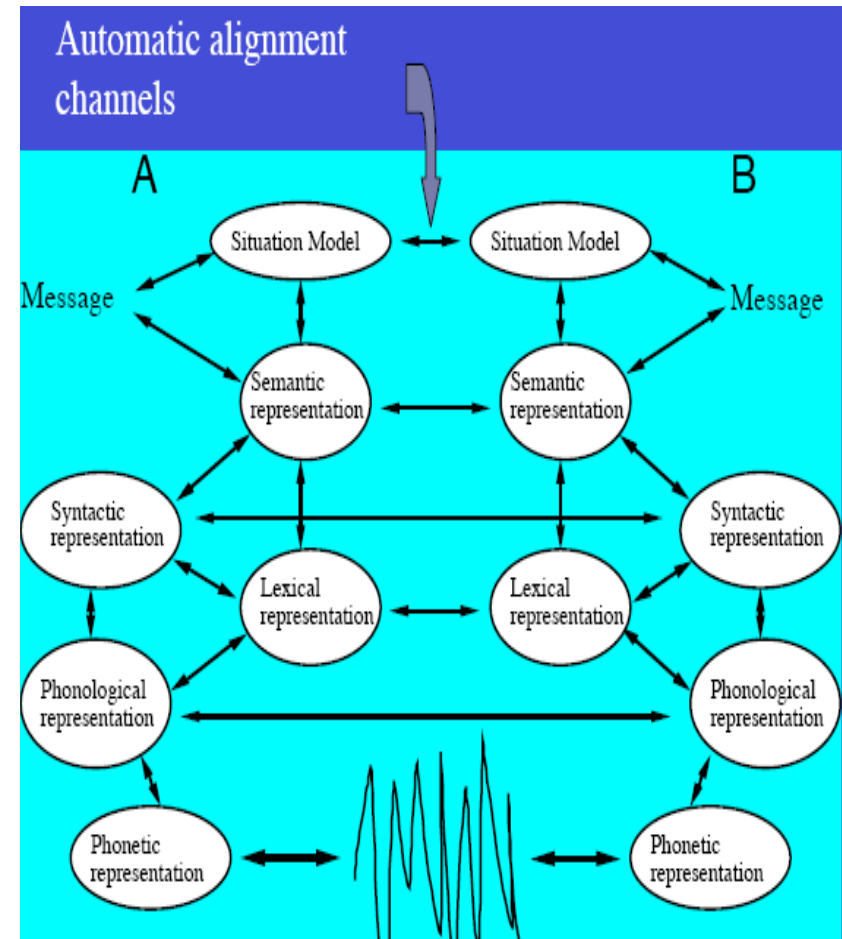 Automatic alignment
channels
A
B
Situation Model
Situation Model
Message
Message
Semantic
representation
Semantic
representation
Syntactic
representation
Syntactic
representation
Lexical
representation
Lexical
representation
Phonological
representation
Phonological
representation
Phonetic
representation
Phonetic
representation